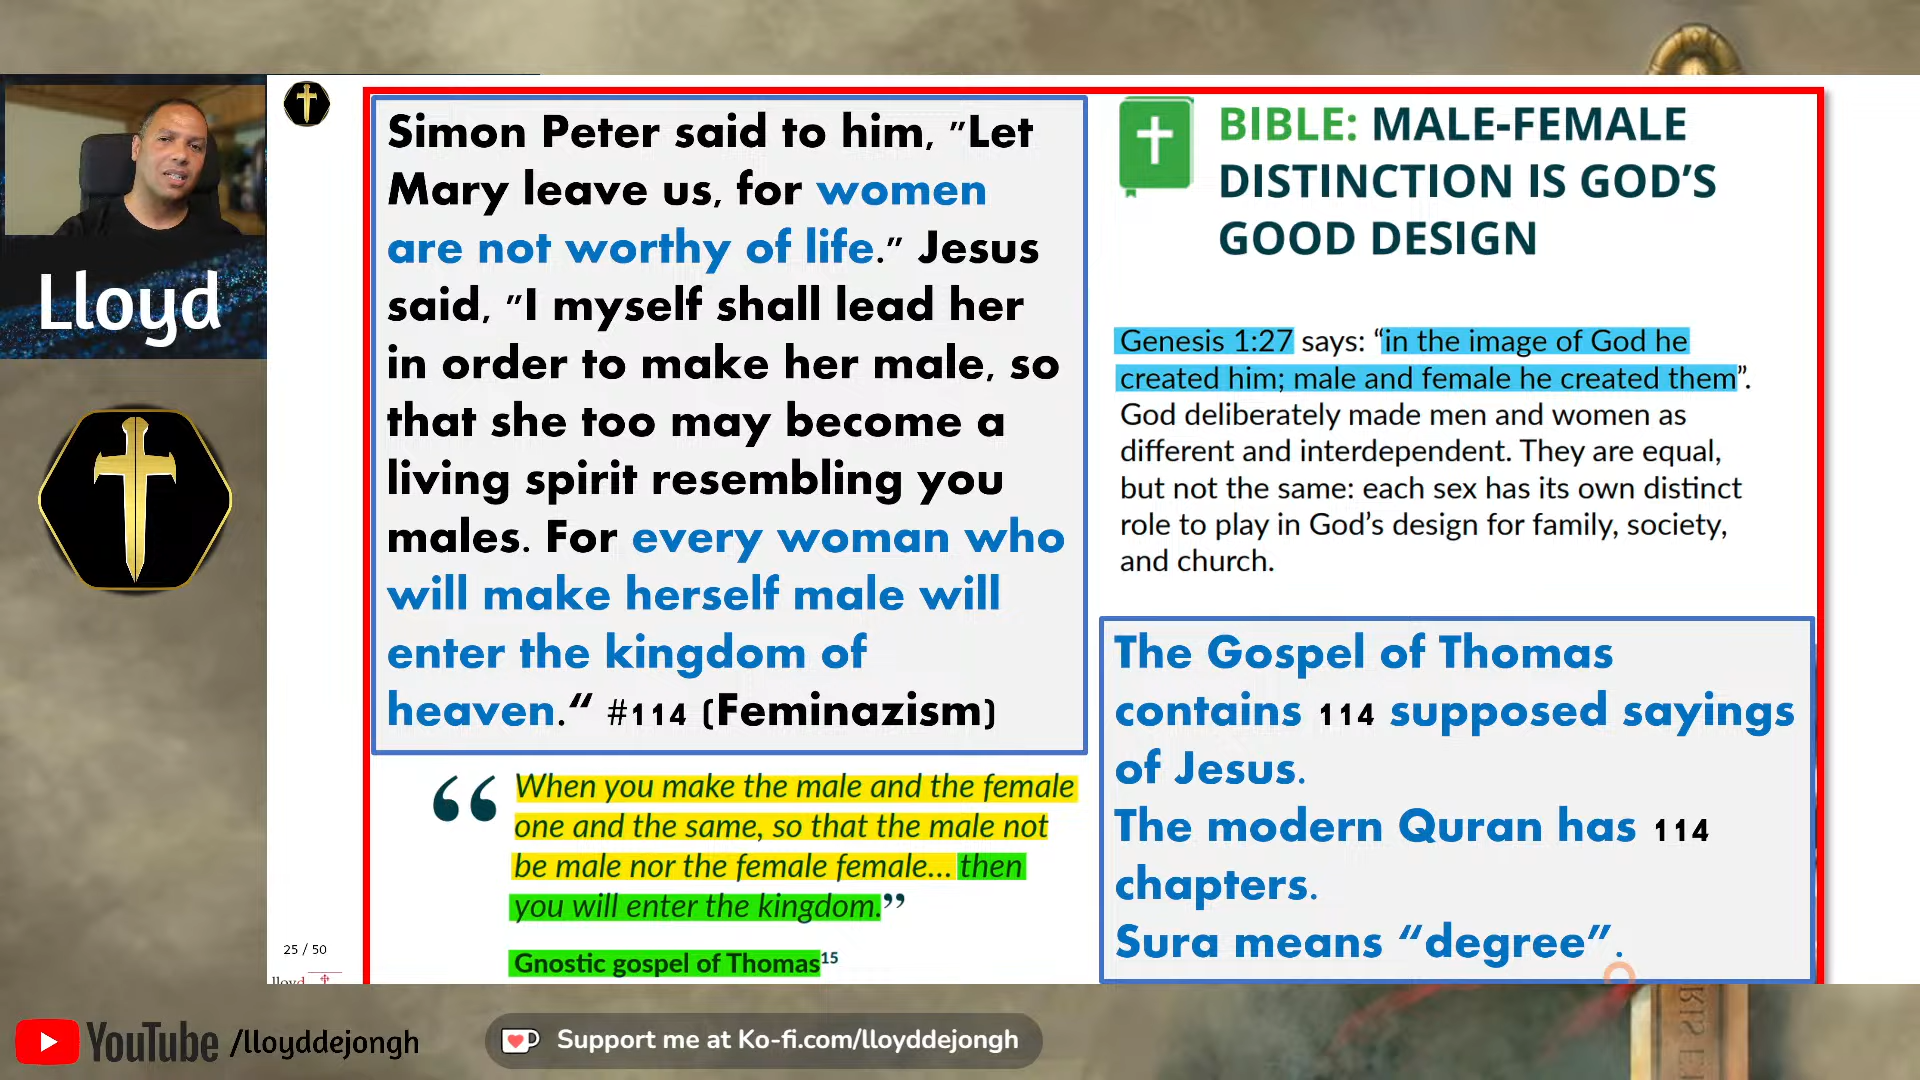 Lloyd
Simon Peter said to him, "Let
Mary leave us, for women
are not worthy of life." Jesus
said, "I myself shall lead her
in order to make her male, so
that she too may become a
living spirit resembling you
males. For every woman who
will make herself male will
enter the kingdom of
heaven.“ #114 (Feminazism)
“ When you make the male and the female
one and the same, so that the male not
be male nor the female female... then
you will enter the kingdom.”
Gnostic gospel of Thomas15
25 / 50
BIBLE: MALE-FEMALE
DISTINCTION IS GOD’S
GOOD DESIGN
Genesis 1:27 says: “in the image of God he
created him; male and female he created them”.
God deliberately made men and women as
different and interdependent. They are equal,
but not the same: each sex has its own distinct
role to play in God’s design for family, society,
and church.
The Gospel of Thomas
contains 114 supposed sayings
of Jesus.
The modern Quran has 114
chapters.
Sura means “degree”.
YouTube /lloyddejongh
Support me at Ko-fi.com/lloyddejongh